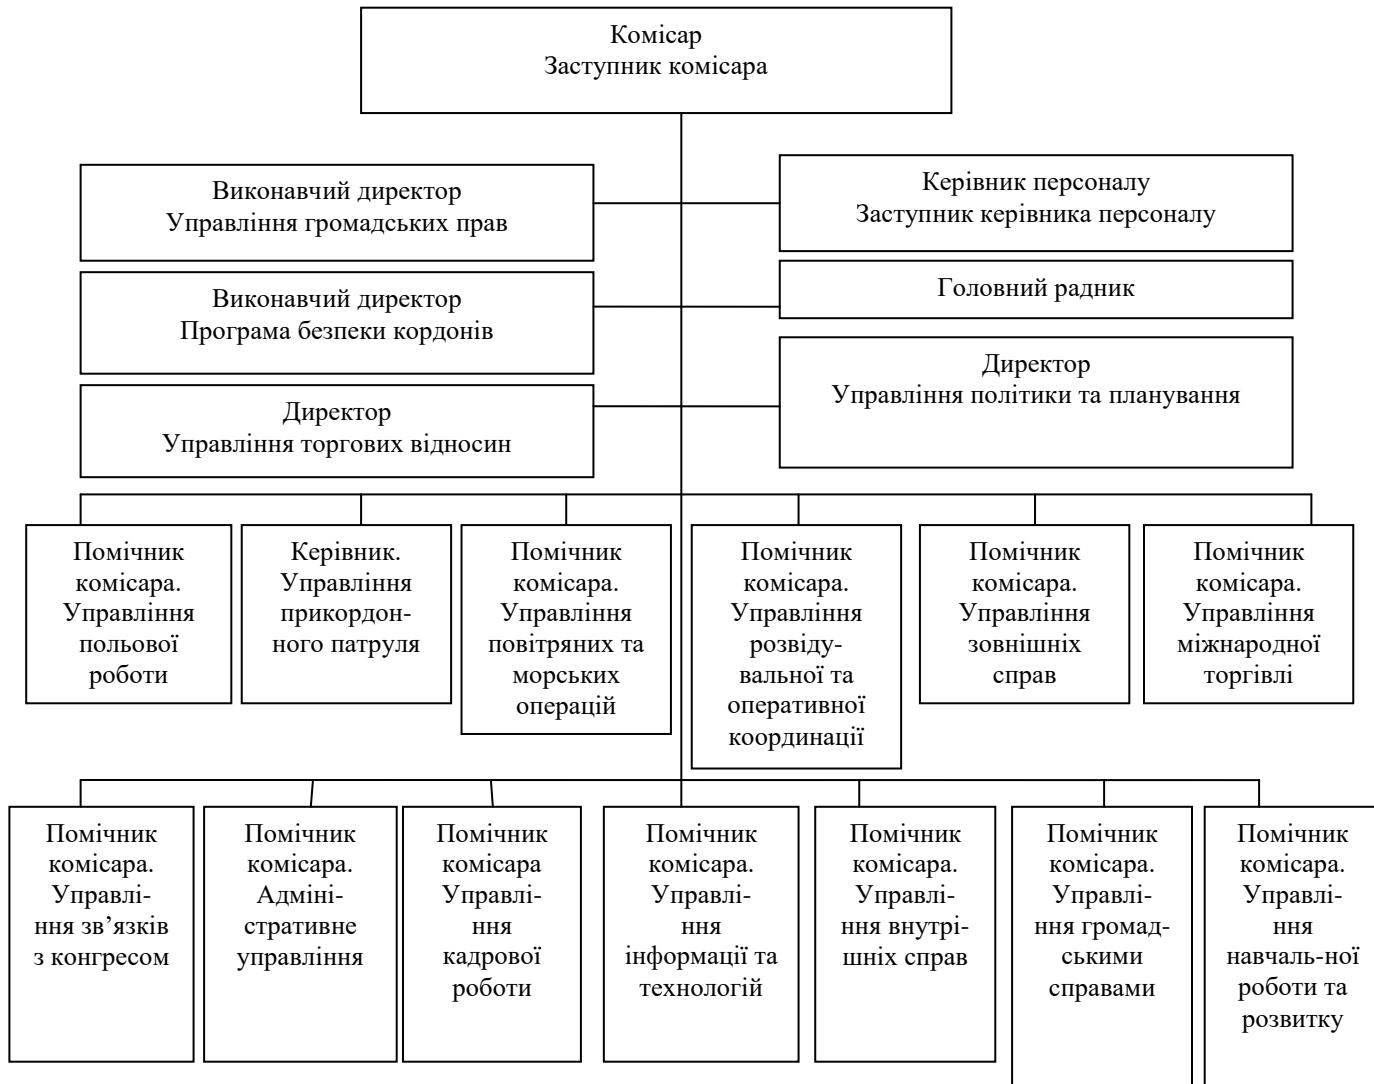 Комісар
Заступник комісара
Виконавчий директор
Управління громадських прав
Керівник персоналу
Заступник керівника персоналу
Виконавчий директор
Програма безпеки кордонів
Головний радник
Директор
Управління торгових відносин
Директор
Управління політики та планування
Помічник
комісара.
Управління
польової
роботи
Керівник.
Управління
прикордон-
ного патруля
Помічник
комісара.
Управління
повітряних та
морських
операцій
Помічник
комісара.
Управління
розвіду-
вальної та
оперативної
координації
Помічник
комісара.
Управління
зовнішніх
справ
Помічник
комісара.
Управління
міжнародної
торгівлі
Помічник
комісара.
Управлі-
ння зв’язків
з конгресом
Помічник
комісара.
Адміні-
стративне
управління
Помічник
комісара
Управлі-
ння
кадрової
роботи
Помічник
комісара.
Управлі-
ння
інформації та
технологій
Помічник
комісара.
Управлі-
ння внутрі-
шніх справ
Помічник
комісара.
Управлі-
ння громад-
ськими
справами
Помічник
комісара.
Управлі-
ння
навчаль-ної
роботи та
розвитку